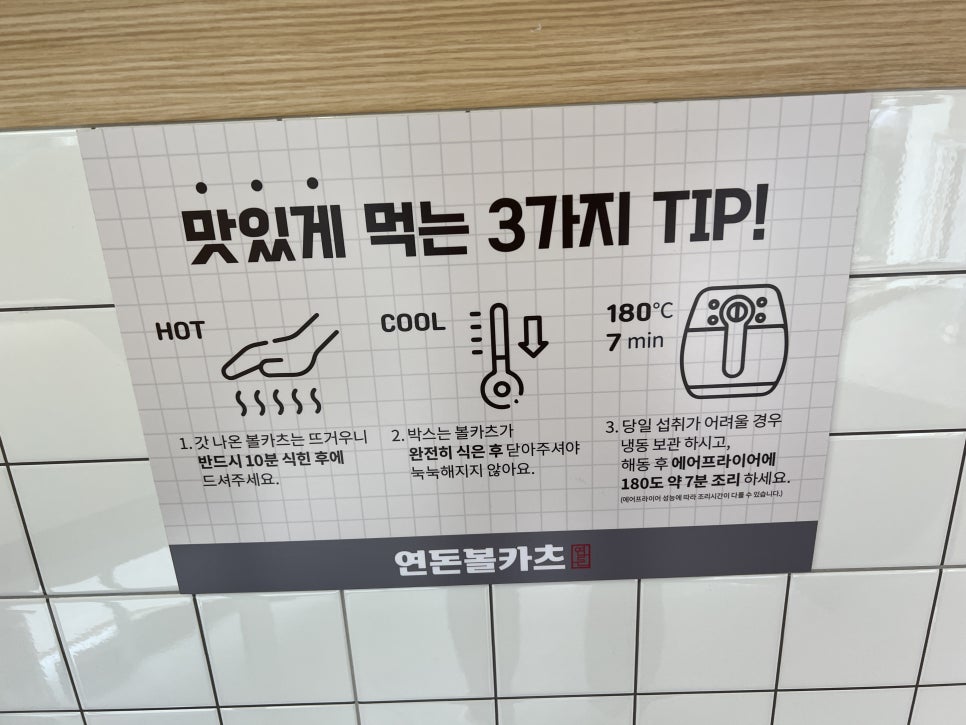 맛있게 먹는 3가지 TIP!
HOT
1. 갓 나온 볼카츠는 뜨거우니
반드시 10분 식힌 후에
드셔주세요.
COOL
2. 박스는 볼카츠가
완전히 식은 후 닫아주셔야
눅눅해지지 않아요.
180°C
7 min
3. 당일 섭취가 어려울 경우
냉동 보관 하시고,
해동 후 에어프라이어에
180도 약 7분 조리 하세요.
(에어프라이어 성능에 따라 조리시간이 다를 수 있습니다.)
연돈볼카츠
연돈